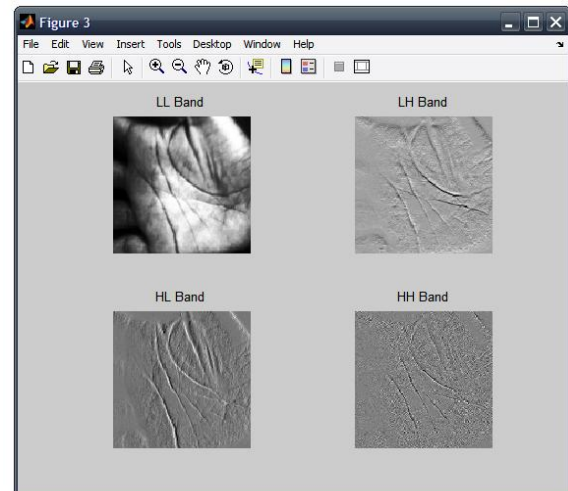 Figure 3
File Edit View Insert Tools Desktop Window Help
LL Band LH Band
HL Band HH Band